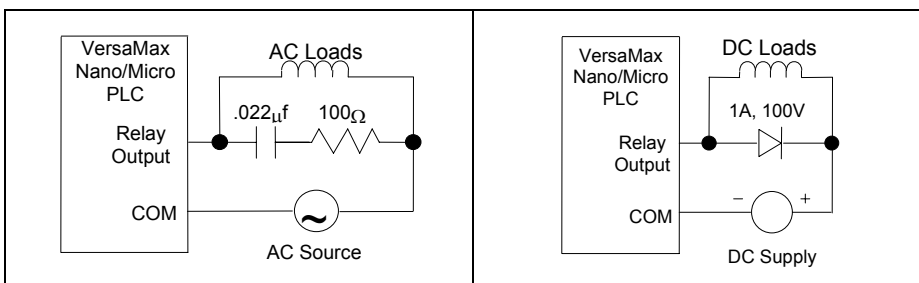 VersaMax
Nano/Micro
PLC
AC Loads
.022μf
100Ω
Relay
Output
COM
~
AC Source
VersaMax
Nano/Micro
PLC
DC Loads
1A, 100V
Relay
Output
COM
− +
DC Supply